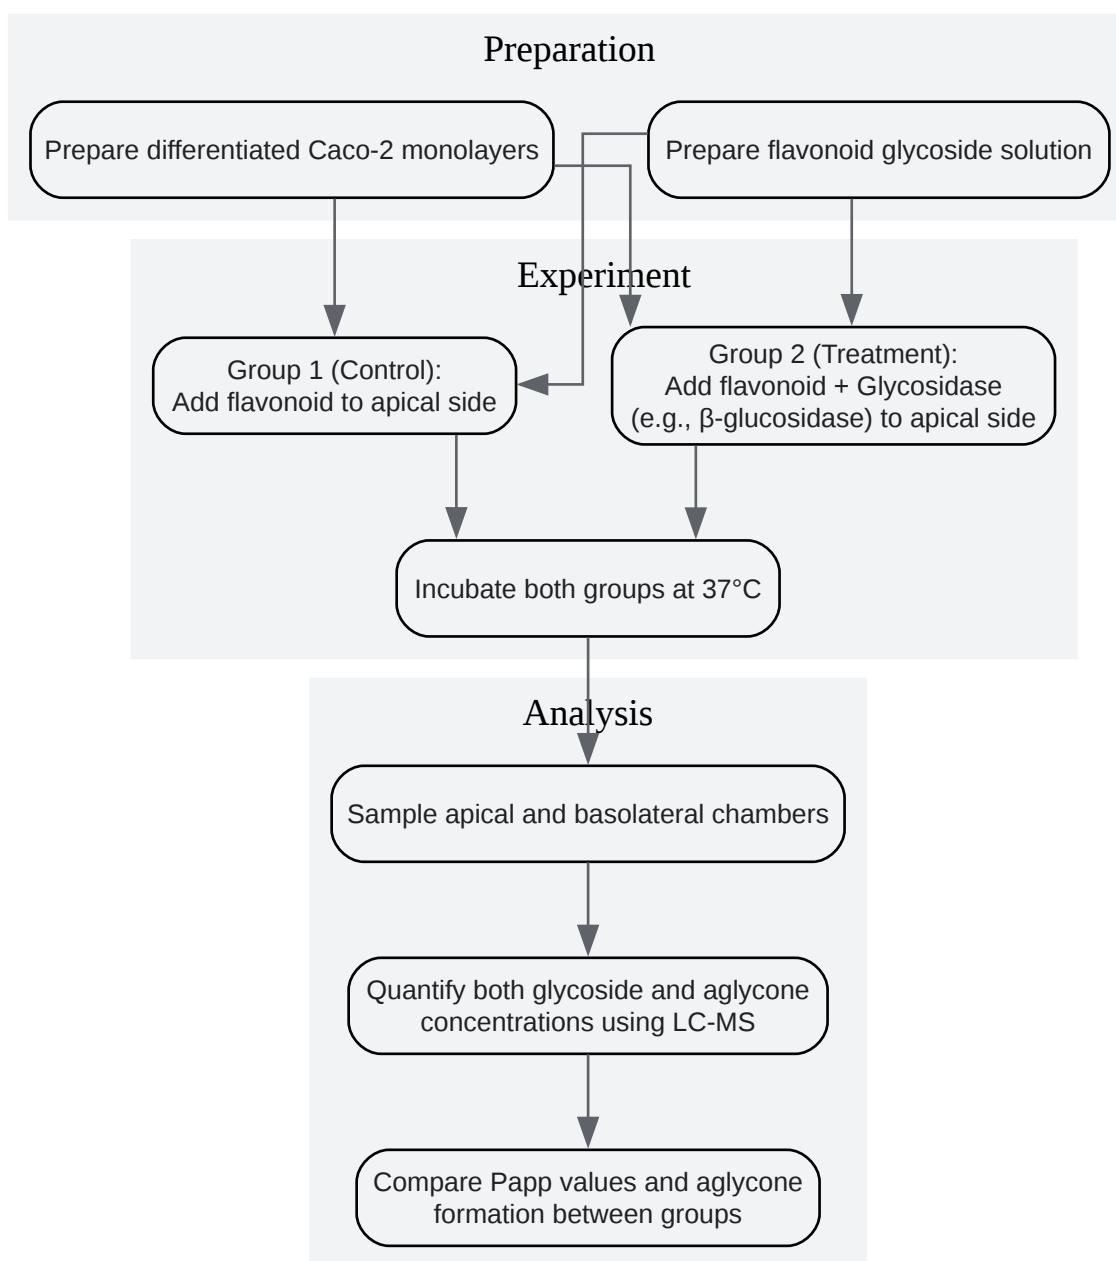 Preparation
Prepare differentiated Caco-2 monolayers
Prepare flavonoid glycoside solution
Experiment
Group 1 (Control):
Add flavonoid to apical side
Group 2 (Treatment):
Add flavonoid + Glycosidase
(e.g., β-glucosidase) to apical side
Incubate both groups at 37°C
Analysis
Sample apical and basolateral chambers
Quantify both glycoside and aglycone
concentrations using LC-MS
Compare Papp values and aglycone
formation between groups